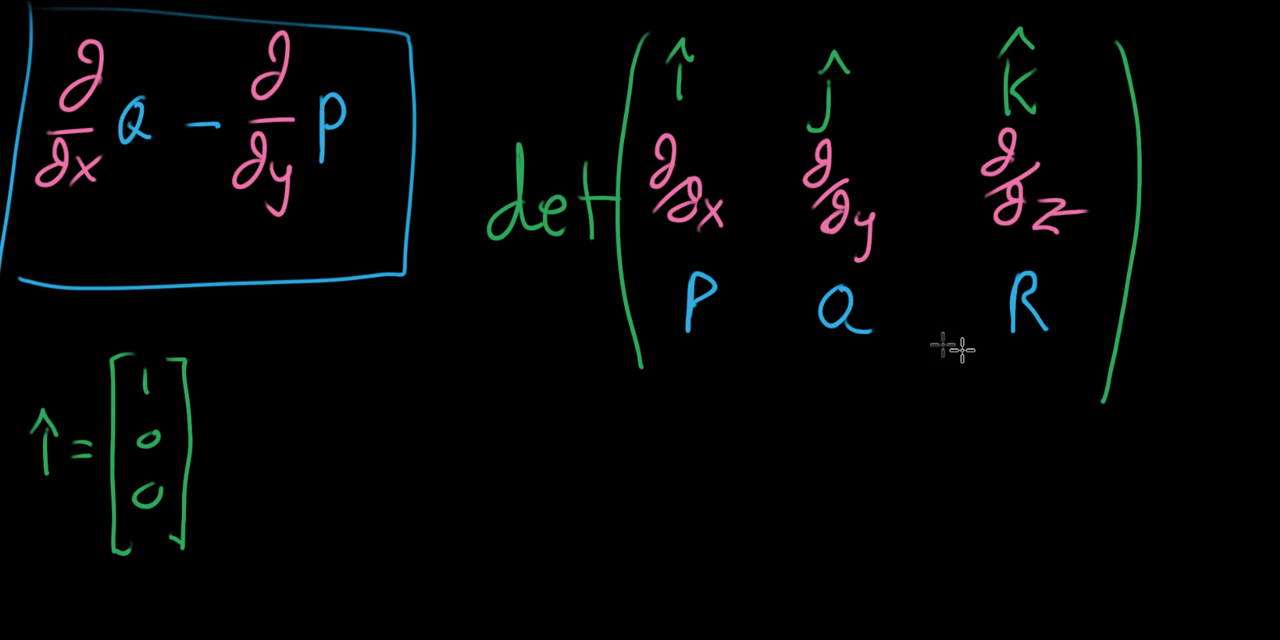 ∂/∂x Q − ∂/∂y P
det ( î ĵ k̂
∂/∂x ∂/∂y ∂/∂z
P Q R )
î = [ 1
0
0 ]